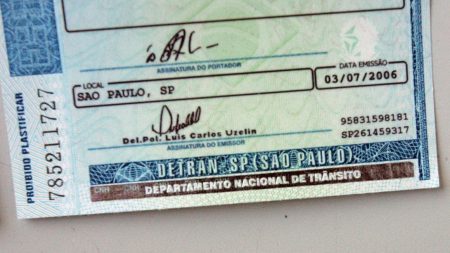 ASSINATURA DO PORTADOR
LOCAL
SAO PAULO, SP
DATA EMISSÃO
03/07/2006
Del.Pol. Luis Carlos Uzelin
ASSINATURA DO EMISSOR
95831598181
SP261459317
DETRAN-SP (SAO PAULO)
DEPARTAMENTO NACIONAL DE TRÂNSITO
PROIBIDO PLASTIFICAR
785211727